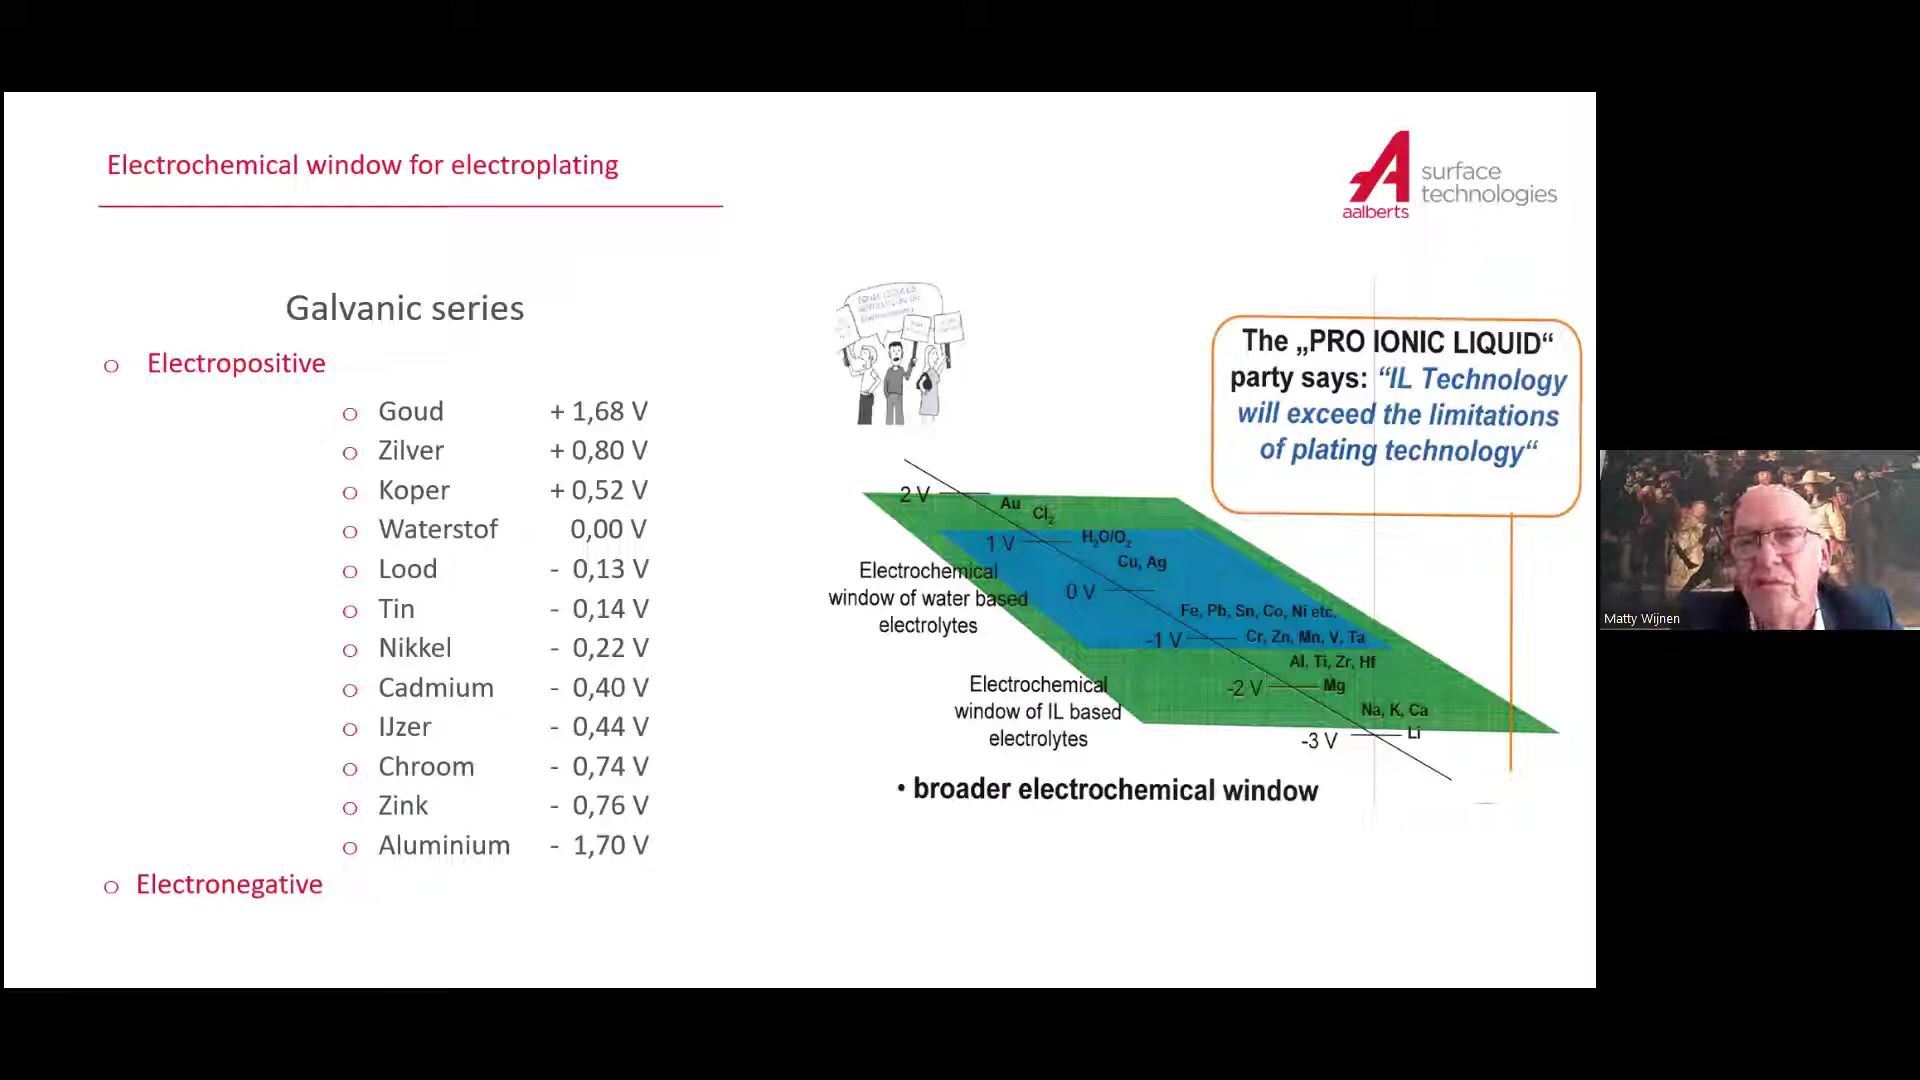 Electrochemical window for electroplating
surface
technologies
aalberts
Galvanic series
Electropositive
Goud + 1,68 V
Zilver + 0,80 V
Koper + 0,52 V
Waterstof 0,00 V
Lood - 0,13 V
Tin - 0,14 V
Nikkel - 0,22 V
Cadmium - 0,40 V
IJzer - 0,44 V
Chroom - 0,74 V
Zink - 0,76 V
Aluminium - 1,70 V
Electronegative
The „PRO IONIC LIQUID“
party says: “IL Technology
will exceed the limitations
of plating technology“
2 V Au
Cl2
1 V H2O/O2
Cu, Ag
0 V
Fe, Pb, Sn, Co, Ni etc.
-1 V Cr, Zn, Mn, V, Ta
Al, Ti, Zr, Hf
-2 V Mg
Na, K, Ca
-3 V Li
Electrochemical
window of water based
electrolytes
Electrochemical
window of IL based
electrolytes
• broader electrochemical window
Matty Wijnen